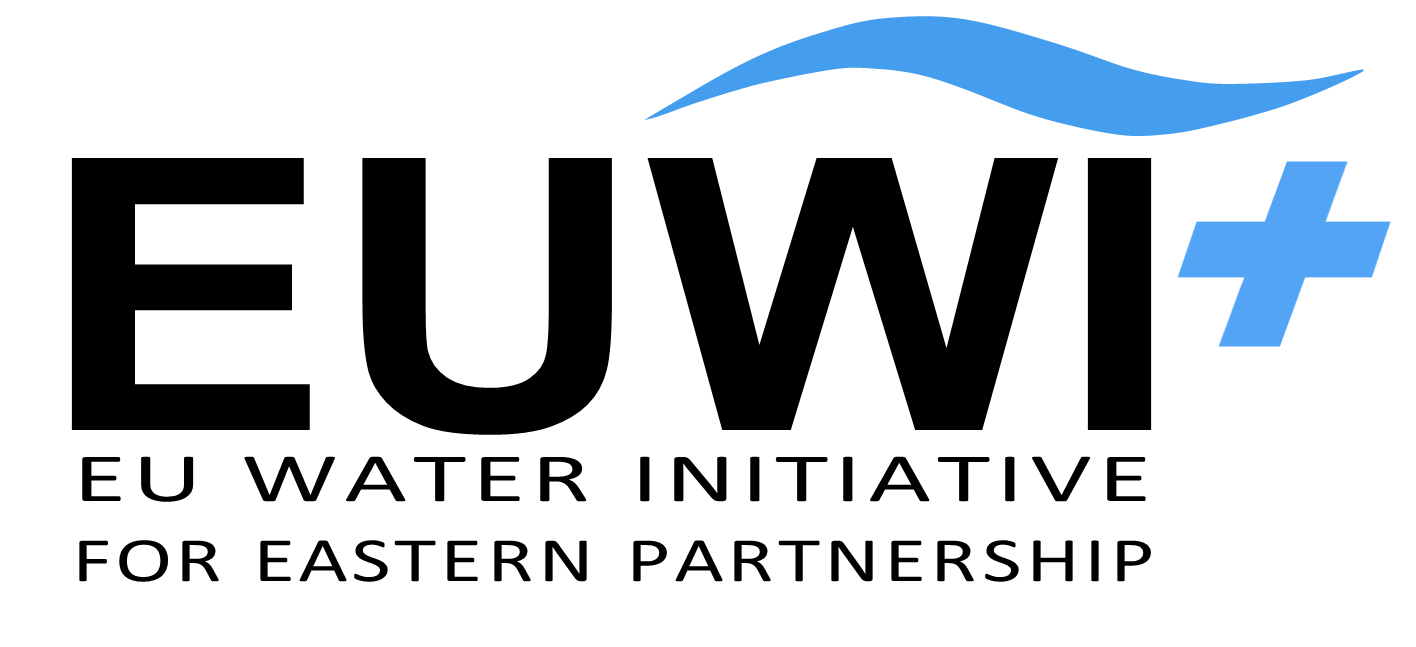 EUWI+
EU WATER INITIATIVE
FOR EASTERN PARTNERSHIP